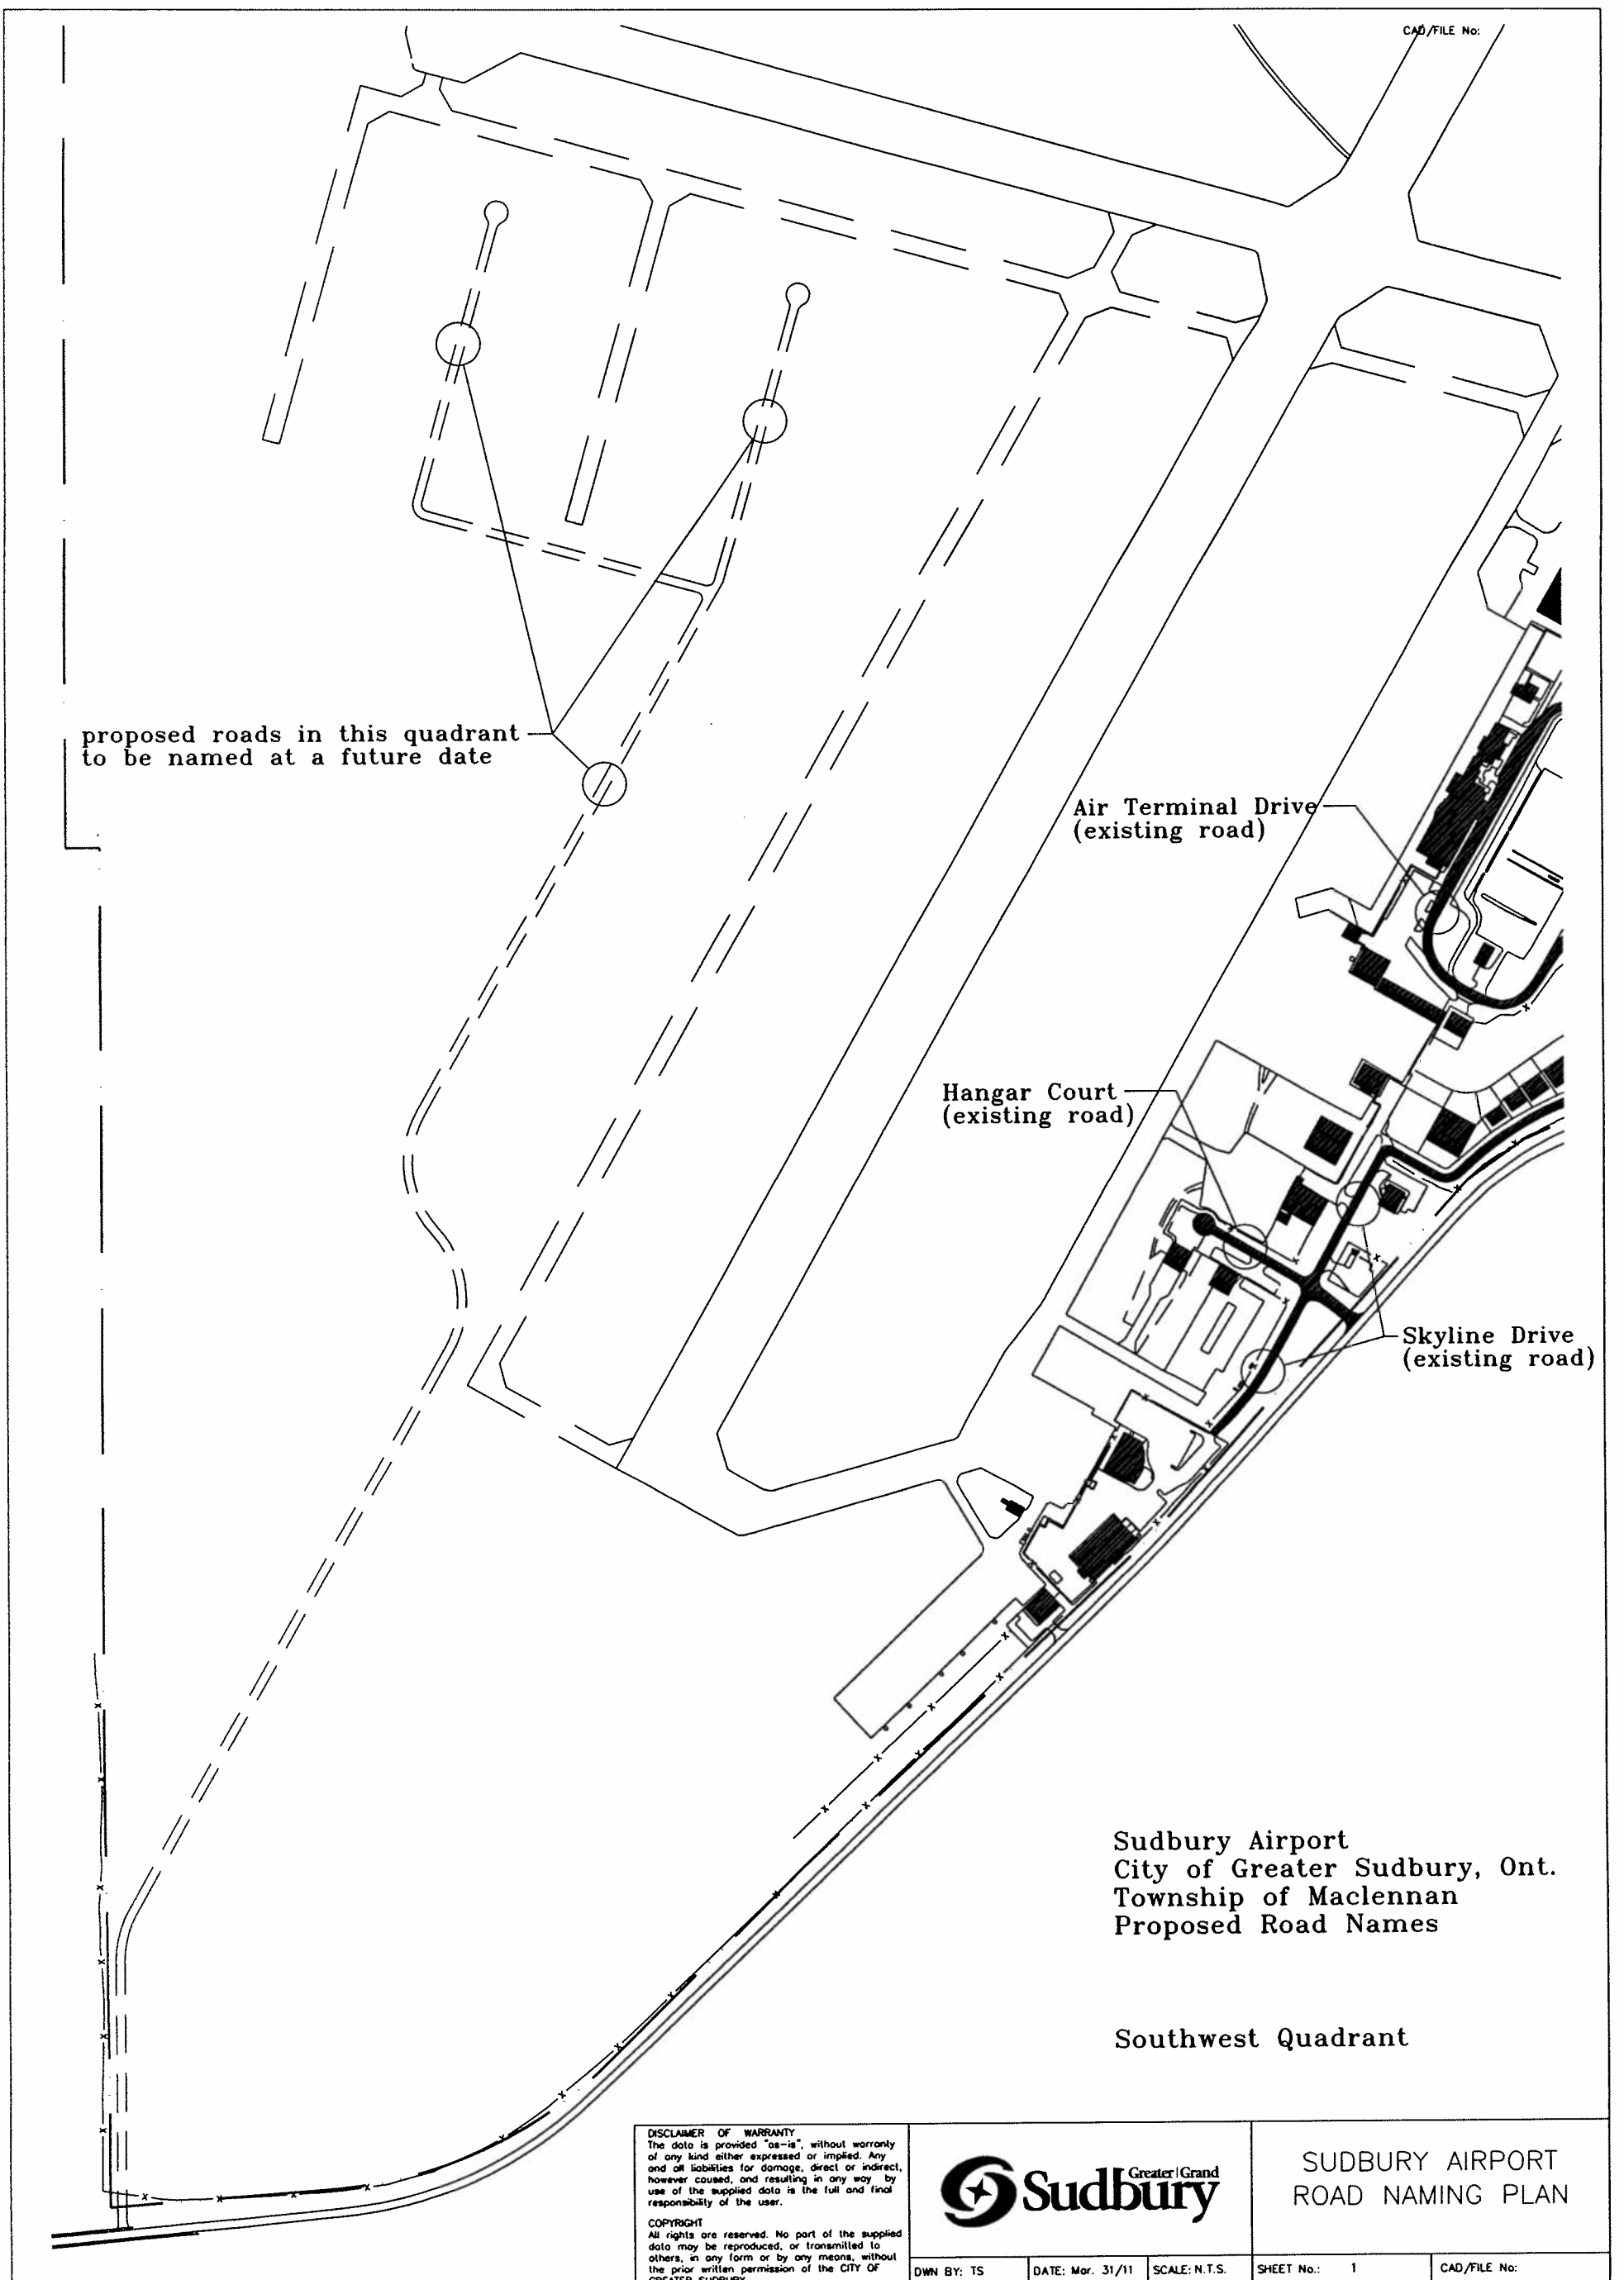 CAD/FILE No:
proposed roads in this quadrant
to be named at a future date
Air Terminal Drive
(existing road)
Hangar Court
(existing road)
Skyline Drive
(existing road)
Sudbury Airport
City of Greater Sudbury, Ont.
Township of Maclennan
Proposed Road Names
Southwest Quadrant
DISCLAIMER OF WARRANTY
The data is provided "as-is", without warranty
of any kind either expressed or implied. Any
and all liabilities for damage, direct or indirect,
however caused, and resulting in any way by
use of the supplied data is the full and final
responsibility of the user.
COPYRIGHT
All rights are reserved. No part of the supplied
data may be reproduced, or transmitted to
others, in any form or by any means, without
the prior written permission of the CITY OF
GREATER SUDBURY
Greater|Grand
Sudbury
SUDBURY AIRPORT
ROAD NAMING PLAN
DWN BY: TS
DATE: Mar. 31/11
SCALE: N.T.S.
SHEET No.: 1
CAD/FILE No: